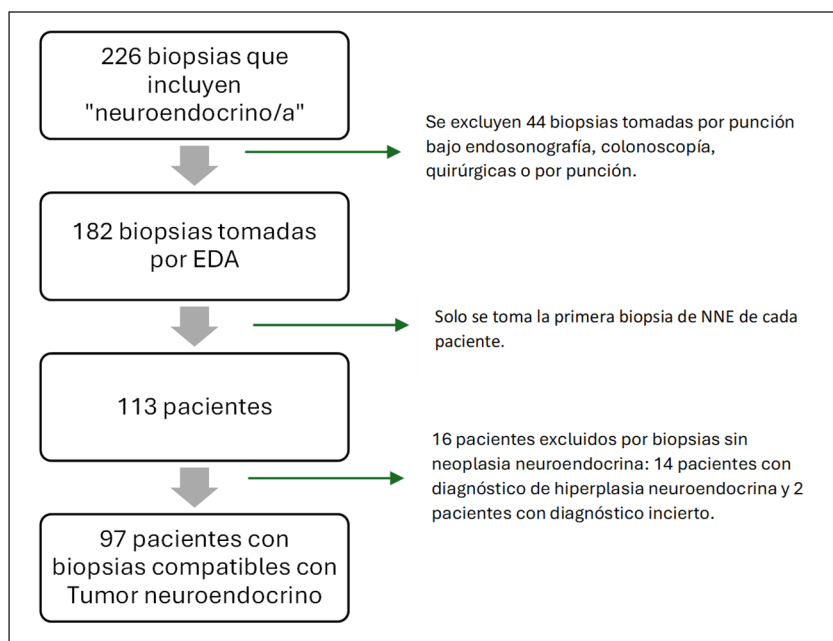 226 biopsias que
incluyen
"neuroendocrino/a"
Se excluyen 44 biopsias tomadas por punción
bajo endosonografía, colonoscopía,
quirúrgicas o por punción.
182 biopsias tomadas
por EDA
Solo se toma la primera biopsia de NNE de cada
paciente.
113 pacientes
16 pacientes excluidos por biopsias sin
neoplasia neuroendocrina: 14 pacientes con
diagnóstico de hiperplasia neuroendocrina y 2
pacientes con diagnóstico incierto.
97 pacientes con
biopsias compatibles con
Tumor neuroendocrino